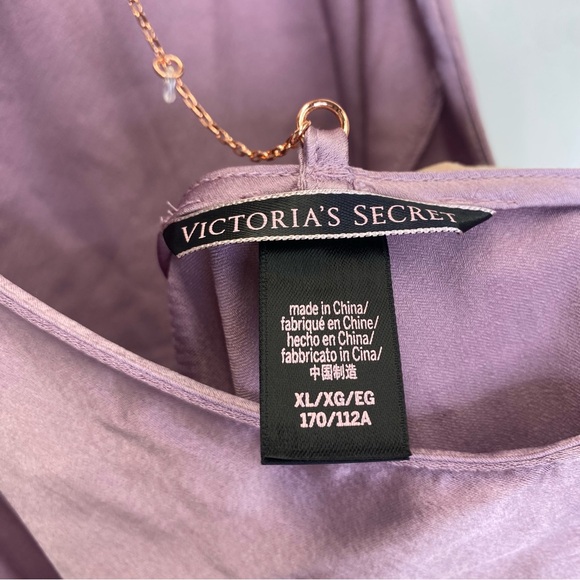 VICTORIA'S SECRET
made in China/
fabriqué en Chine/
hecho en China/
fabbricato in Cina/
中国制造
XL/XG/EG
170/112A